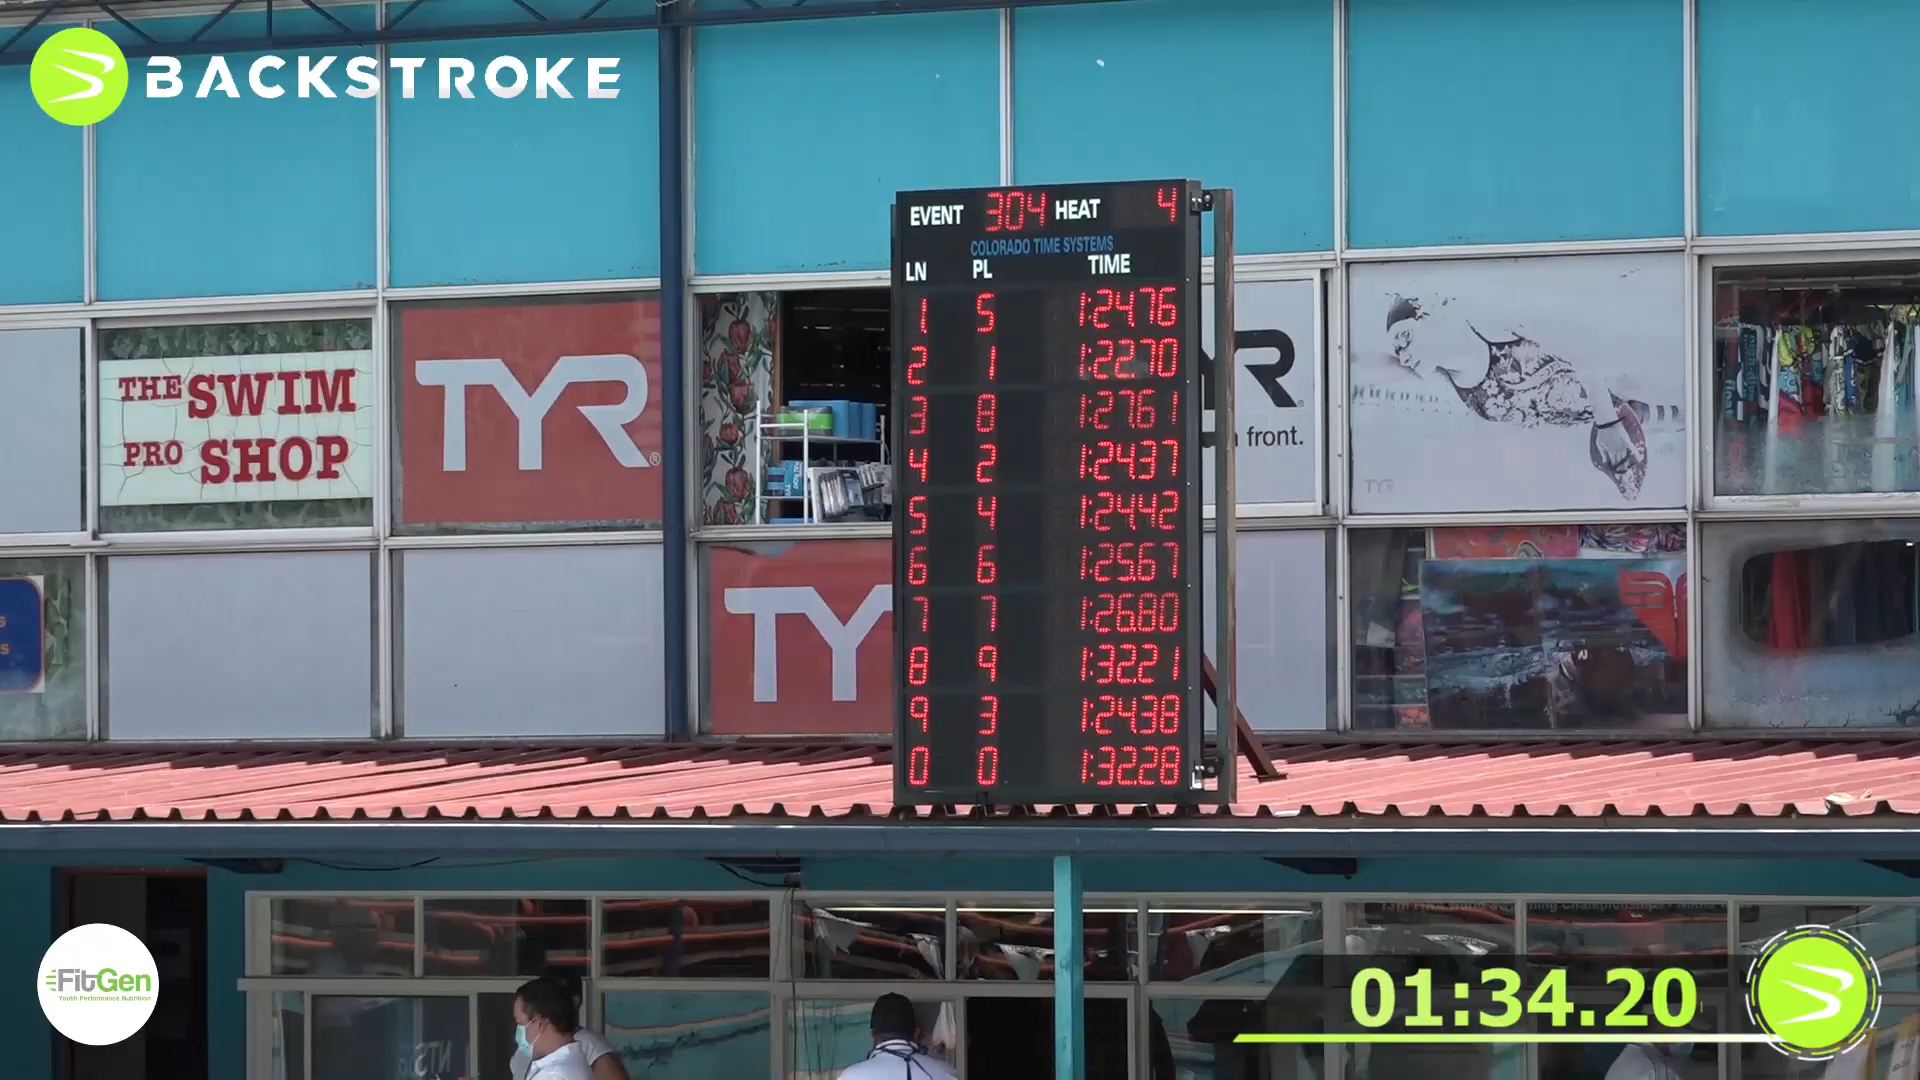 BACKSTROKE
EVENT 304 HEAT 4
COLORADO TIME SYSTEMS
LN PL TIME
1 5 1:24.76
2 1 1:22.70
3 8 1:27.61
4 2 1:24.37
5 4 1:24.42
6 6 1:25.67
7 7 1:26.80
8 9 1:32.21
9 3 1:24.38
0 0 1:32.28
THE SWIM
PRO SHOP
TYR®
TYR
front.
TYR
TY
FitGen
Youth Performance Nutrition
01:34.20